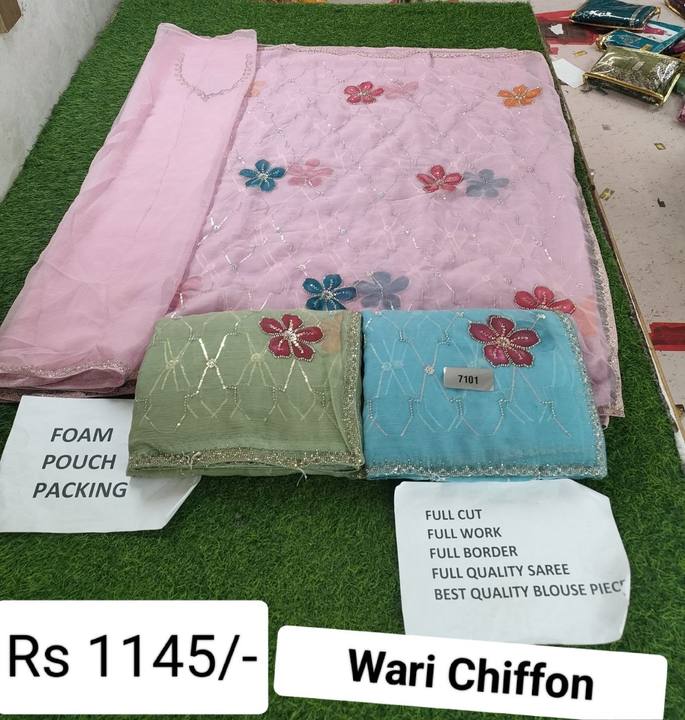 7101
FOAM
POUCH
PACKING
FULL CUT
FULL WORK
FULL BORDER
FULL QUALITY SAREE
BEST QUALITY BLOUSE PIEC
Rs 1145/-
Wari Chiffon